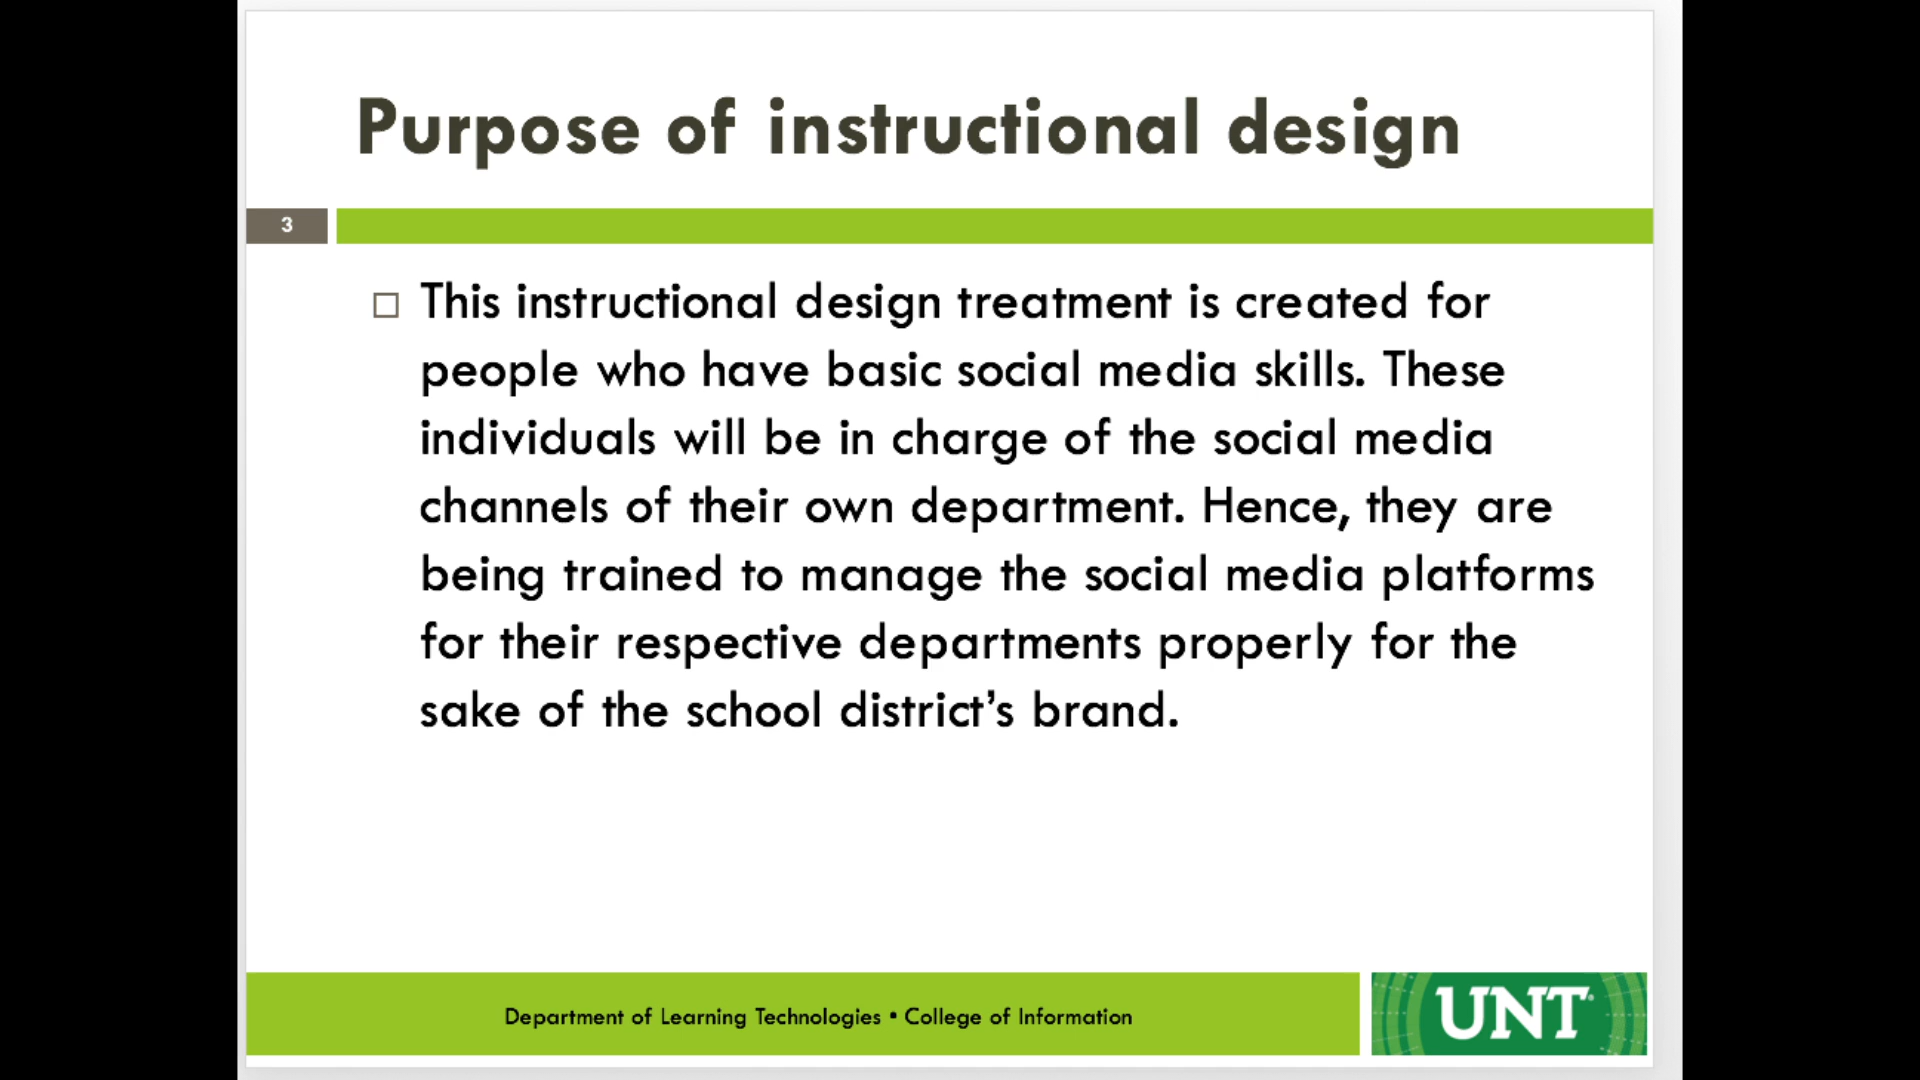 Purpose of instructional design
3
This instructional design treatment is created for
people who have basic social media skills. These
individuals will be in charge of the social media
channels of their own department. Hence, they are
being trained to manage the social media platforms
for their respective departments properly for the
sake of the school district’s brand.
Department of Learning Technologies • College of Information
UNT